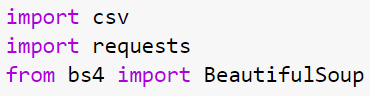 import csv
import requests
from bs4 import BeautifulSoup